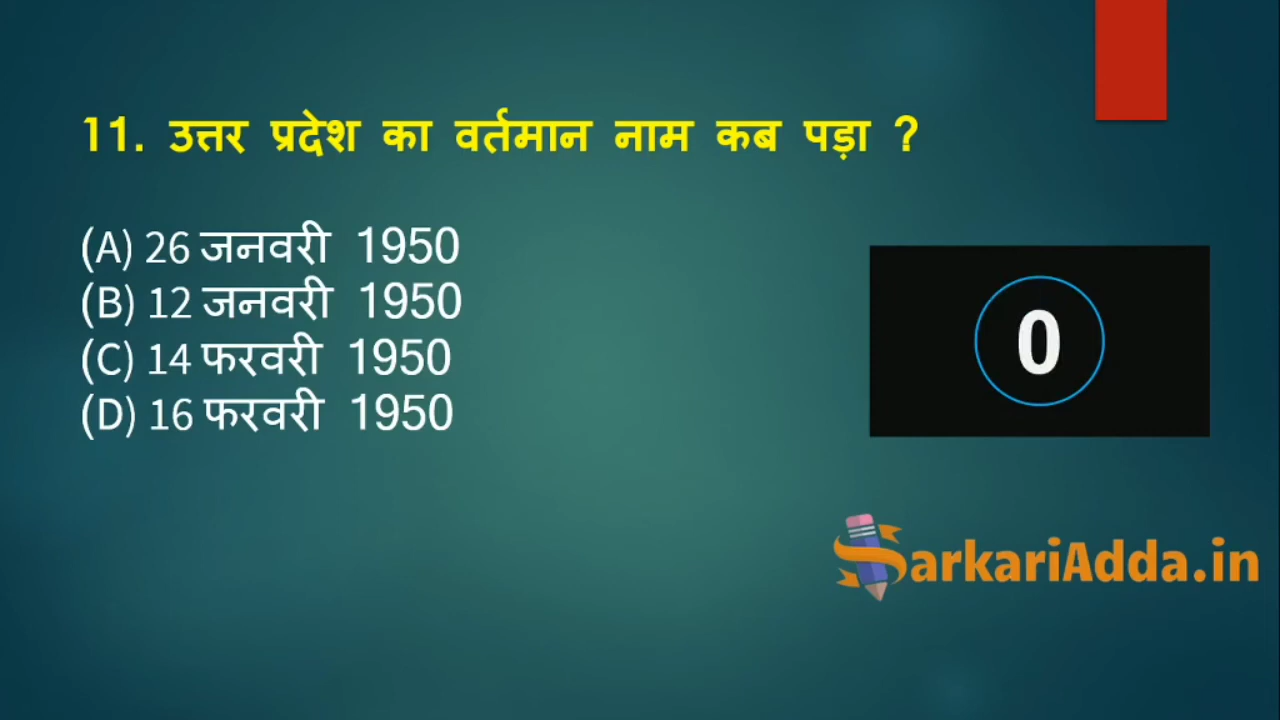 11. उत्तर प्रदेश का वर्तमान नाम कब पड़ा ?
(A) 26 जनवरी 1950
(B) 12 जनवरी 1950
(C) 14 फरवरी 1950
(D) 16 फरवरी 1950
0
SarkariAdda.in